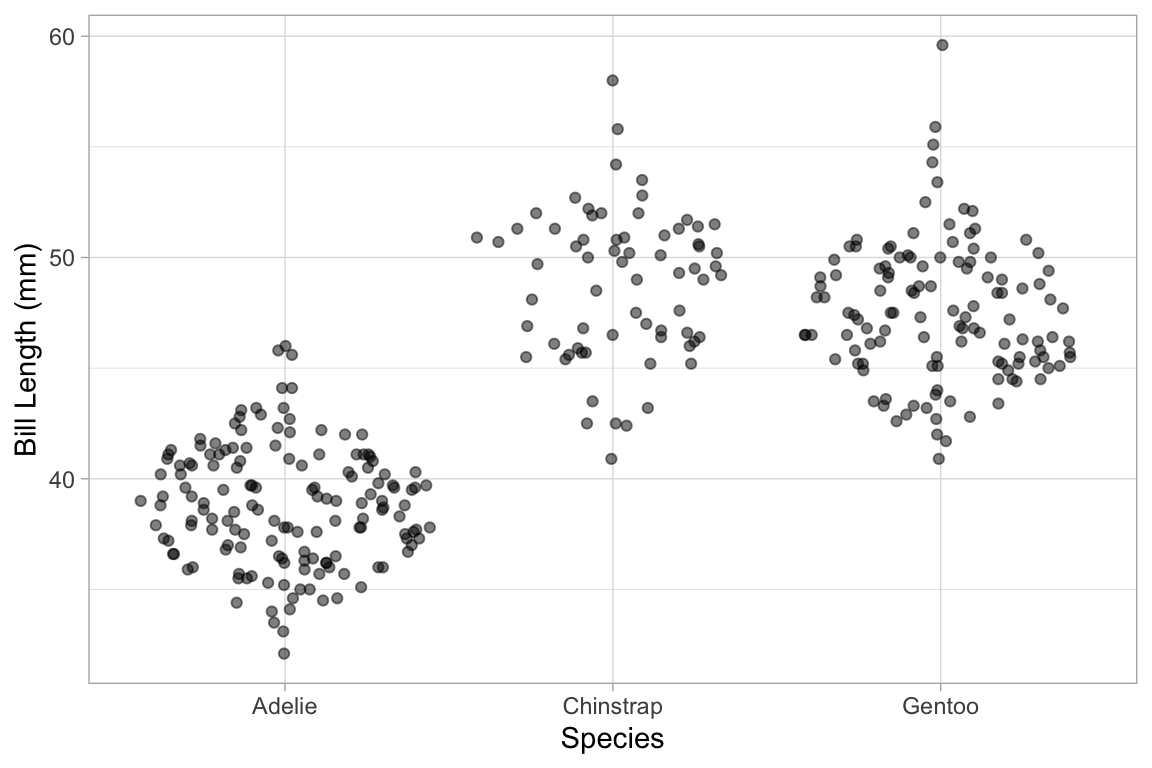 60
50
40
Bill Length (mm)
Adelie
Chinstrap
Gentoo
Species